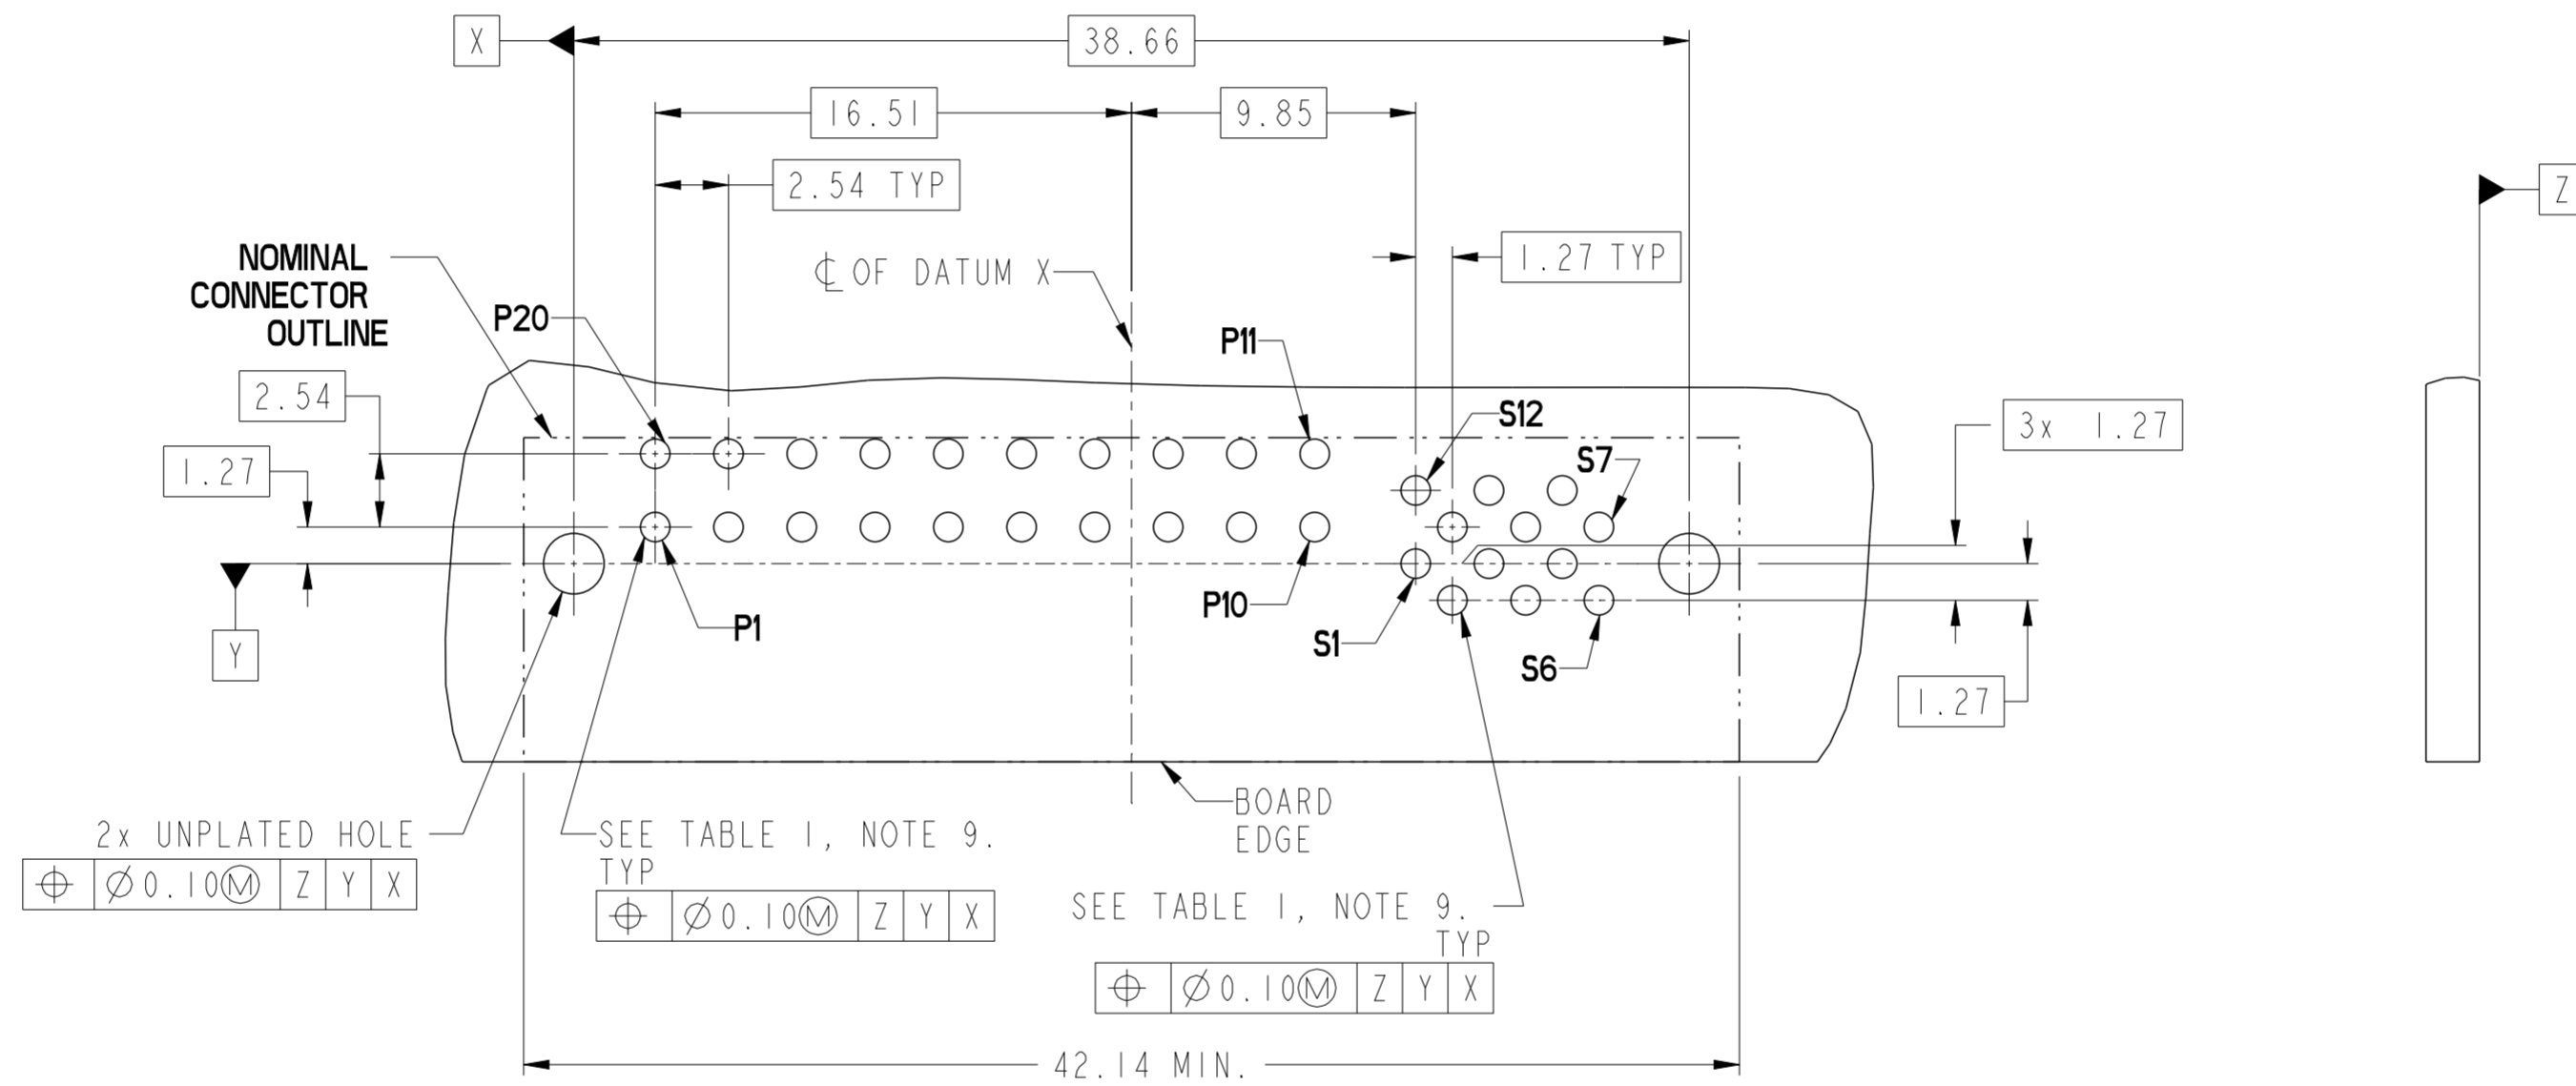 X
38.66
16.51
9.85
2.54 TYP
Z
℄ OF DATUM X
1.27 TYP
NOMINAL
CONNECTOR
OUTLINE
P20
P11
2.54
S12
3x 1.27
1.27
S7
P1
P10
S1
S6
Y
1.27
BOARD
EDGE
2x UNPLATED HOLE
⌖ Ø0.10Ⓜ Z Y X
SEE TABLE 1, NOTE 9.
TYP
⌖ Ø0.10Ⓜ Z Y X
SEE TABLE 1, NOTE 9.
TYP
⌖ Ø0.10Ⓜ Z Y X
42.14 MIN.